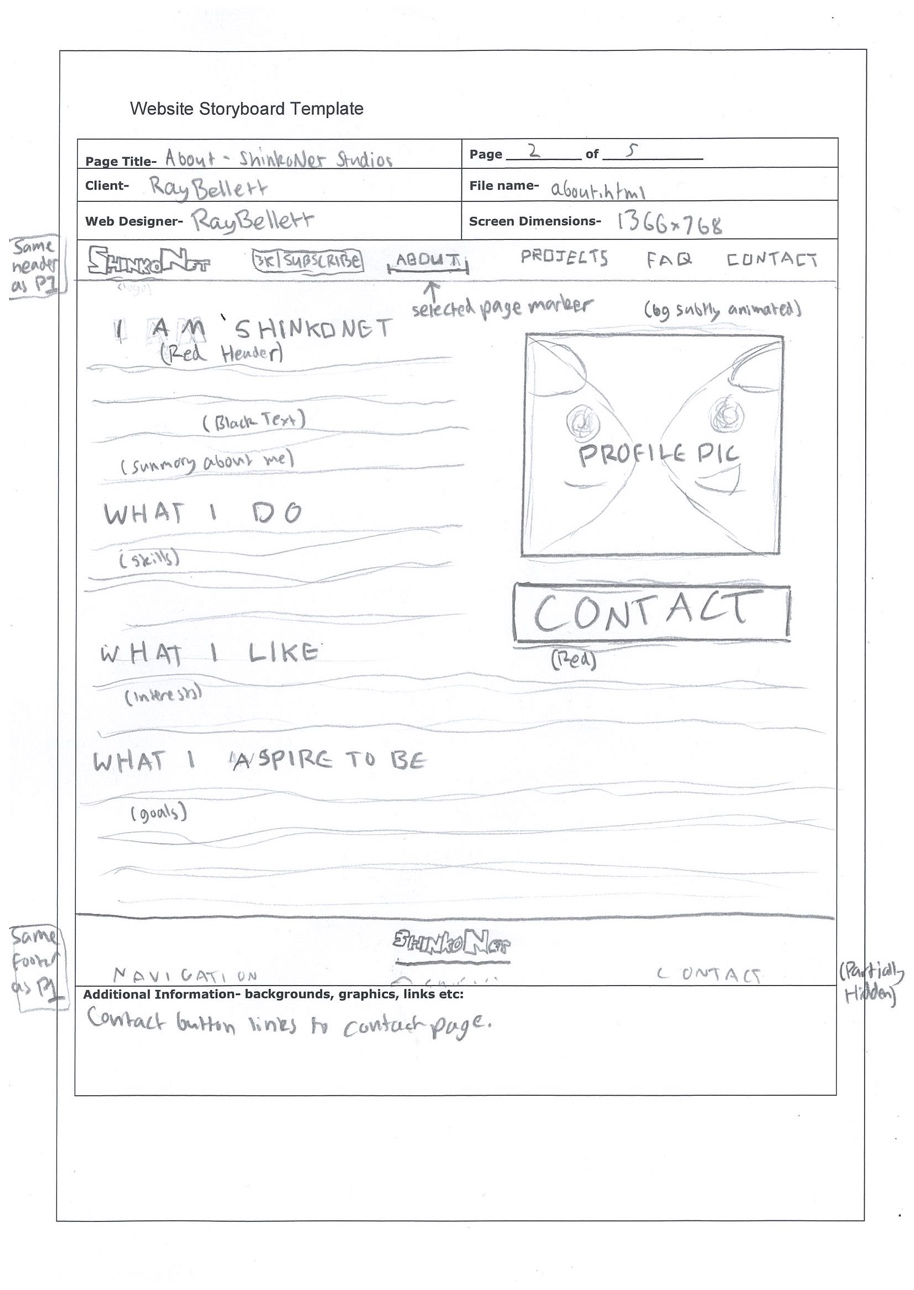 Website Storyboard Template
Page Title- About - ShinkoNet Studios
Page 2 of 5
Client- Ray Bellett
File name- about.html
Web Designer- Ray Bellett
Screen Dimensions- 1366x768
Same header as P1
SHINKONET SUBSCRIBE ABOUT PROJECTS FAQ CONTACT
selected page marker
(bg subtly animated)
I AM SHINKONET
(Red Header)
(Black Text)
(summary about me)
PROFILE PIC
WHAT I DO
(skills)
CONTACT
(Red)
WHAT I LIKE
(interests)
WHAT I ASPIRE TO BE
(goals)
Same Footer as P1
SHINKONET
NAVIGATION CONTACT
(Partially Hidden)
Additional Information- backgrounds, graphics, links etc:
Contact button links to contact page.